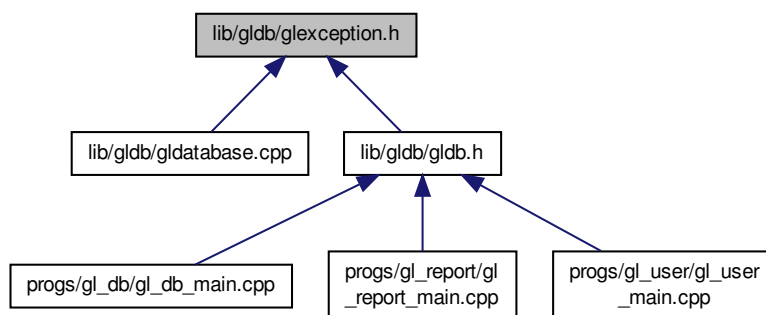 lib/gldb/glexception.h
lib/gldb/gldatabase.cpp
lib/gldb/gldb.h
progs/gl_db/gl_db_main.cpp
progs/gl_report/gl
_report_main.cpp
progs/gl_user/gl_user
_main.cpp